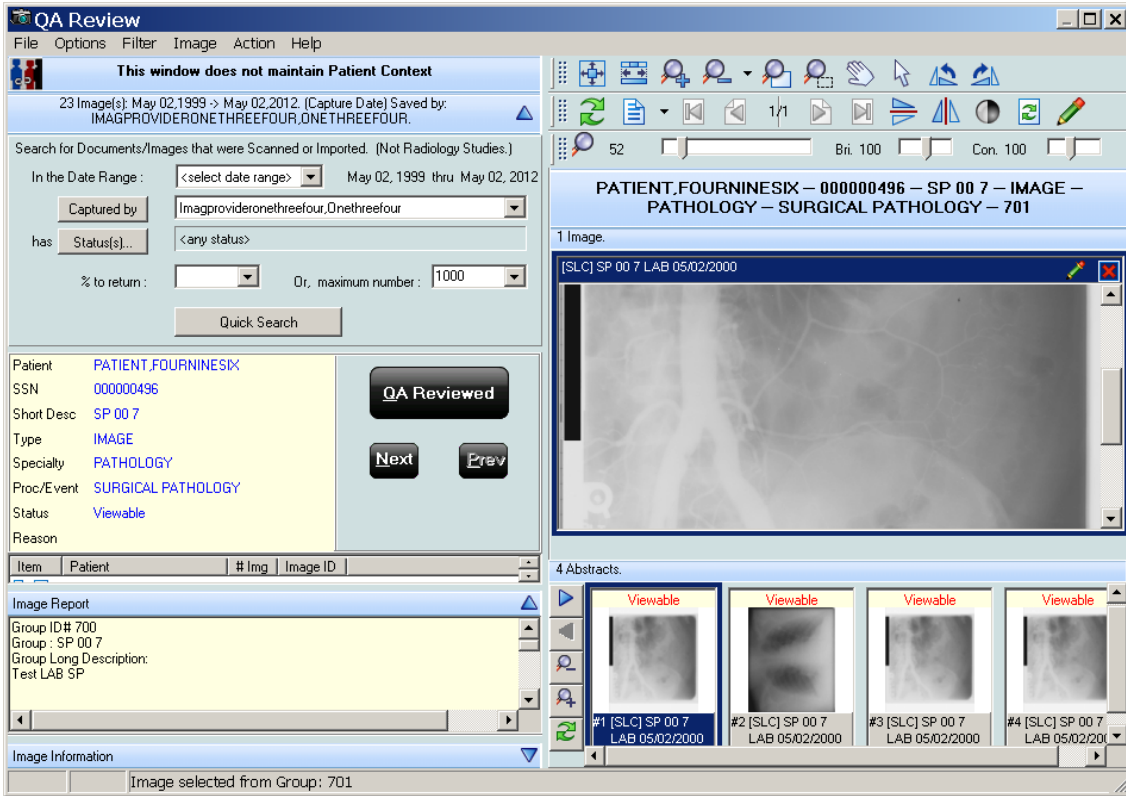 QA Review
File Options Filter Image Action Help
This window does not maintain Patient Context
23 Image(s): May 02,1999 -> May 02,2012. (Capture Date) Saved by:
IMAGPROVIDERONETHREEFOUR,ONETHREEFOUR.
Search for Documents/Images that were Scanned or Imported. (Not Radiology Studies.)
In the Date Range : <select date range> May 02, 1999 thru May 02, 2012
Captured by Imagprovideronethreefour,Onethreefour
has Status(s)... <any status>
% to return : Or, maximum number : 1000
Quick Search
Patient PATIENT,FOURNINESIX
SSN 000000496
Short Desc SP 00 7
Type IMAGE
Specialty PATHOLOGY
Proc/Event SURGICAL PATHOLOGY
Status Viewable
Reason
QA Reviewed
Next Prev
Item Patient # Img Image ID
Image Report
Group ID# 700
Group : SP 00 7
Group Long Description:
Test LAB SP
Image Information
1/1
52 Bri. 100 Con. 100
PATIENT,FOURNINESIX – 000000496 – SP 00 7 – IMAGE –
PATHOLOGY – SURGICAL PATHOLOGY – 701
1 Image.
[SLC] SP 00 7 LAB 05/02/2000
R
4 Abstracts.
Viewable Viewable Viewable Viewable
#1 [SLC] SP 00 7 #2 [SLC] SP 00 7 #3 [SLC] SP 00 7 #4 [SLC] SP 00 7
LAB 05/02/2000 LAB 05/02/2000 LAB 05/02/2000 LAB 05/02/200
Image selected from Group: 701